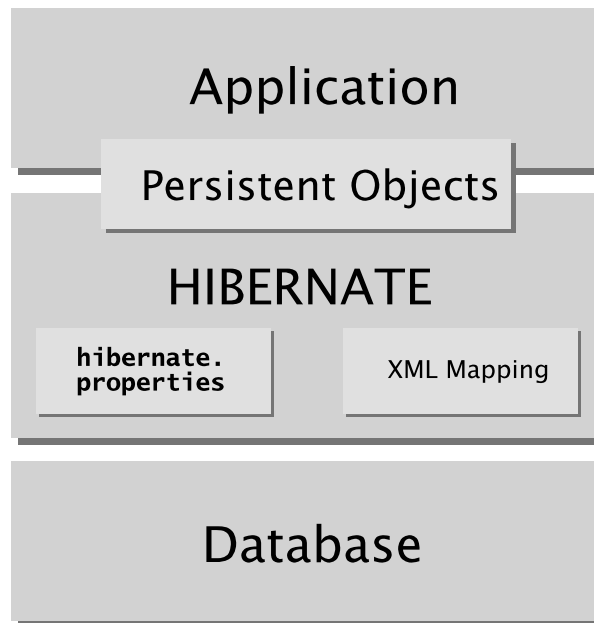 Application
Persistent Objects
HIBERNATE
hibernate.
properties
XML Mapping
Database